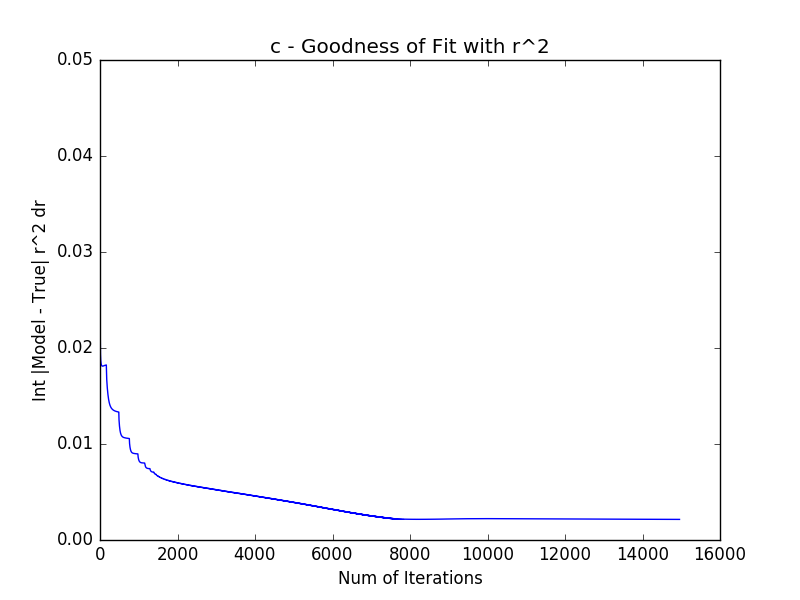 c - Goodness of Fit with r^2
0.05
0.04
0.03
0.02
0.01
0.00
Int |Model - True| r^2 dr
0 2000 4000 6000 8000 10000 12000 14000 16000
Num of Iterations